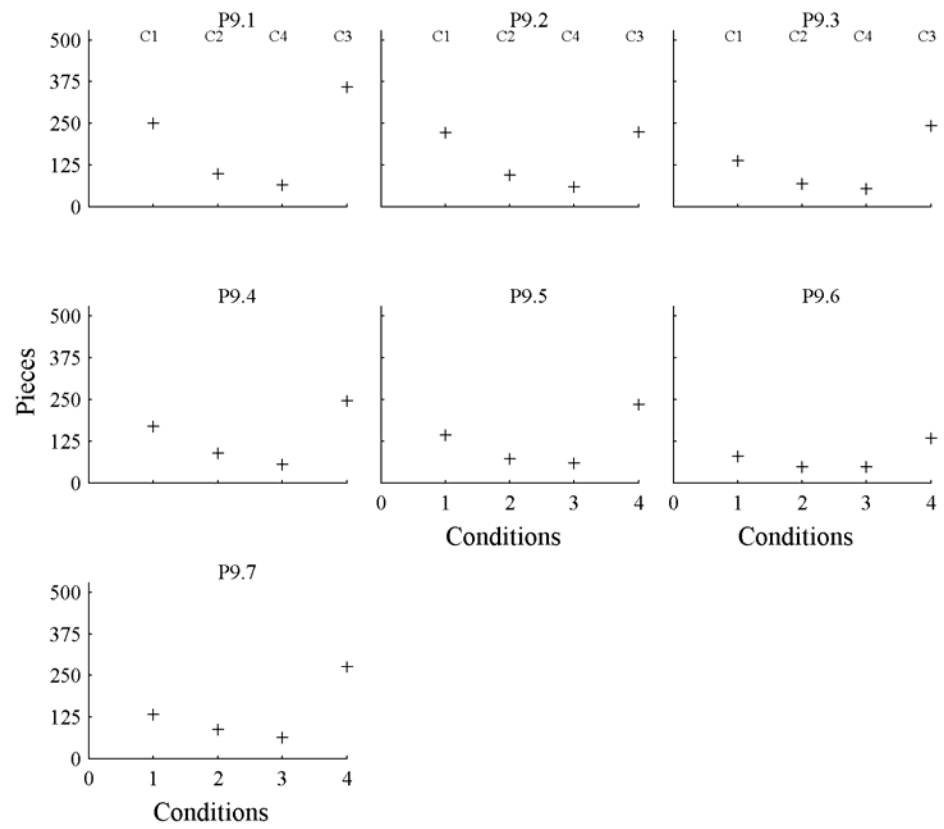 P9.1 P9.2 P9.3
500 C1 C2 C4 C3 C1 C2 C4 C3 C1 C2 C4 C3
375
250
125
0
P9.4 P9.5 P9.6
500
375
Pieces
250
125
0
0 1 2 3 4 0 1 2 3 4
Conditions Conditions
P9.7
500
375
250
125
0
0 1 2 3 4
Conditions